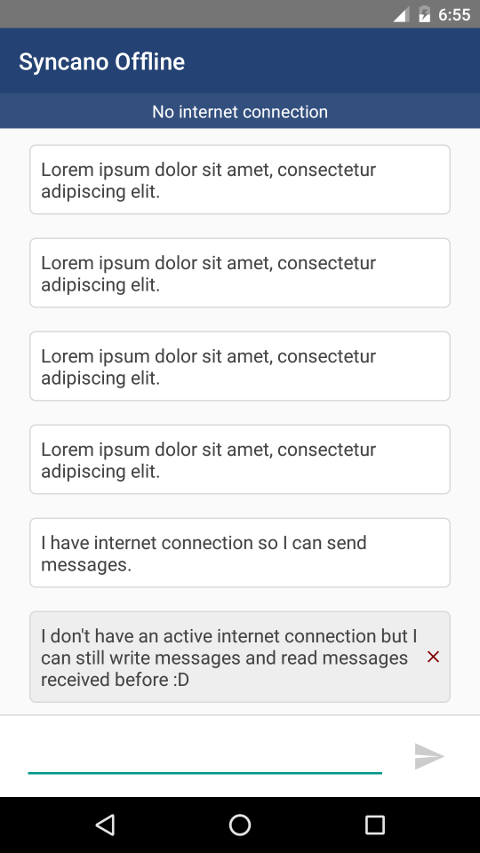 6:55
Syncano Offline
No internet connection
Lorem ipsum dolor sit amet, consectetur
adipiscing elit.
Lorem ipsum dolor sit amet, consectetur
adipiscing elit.
Lorem ipsum dolor sit amet, consectetur
adipiscing elit.
Lorem ipsum dolor sit amet, consectetur
adipiscing elit.
I have internet connection so I can send
messages.
I don't have an active internet connection but I
can still write messages and read messages
received before :D